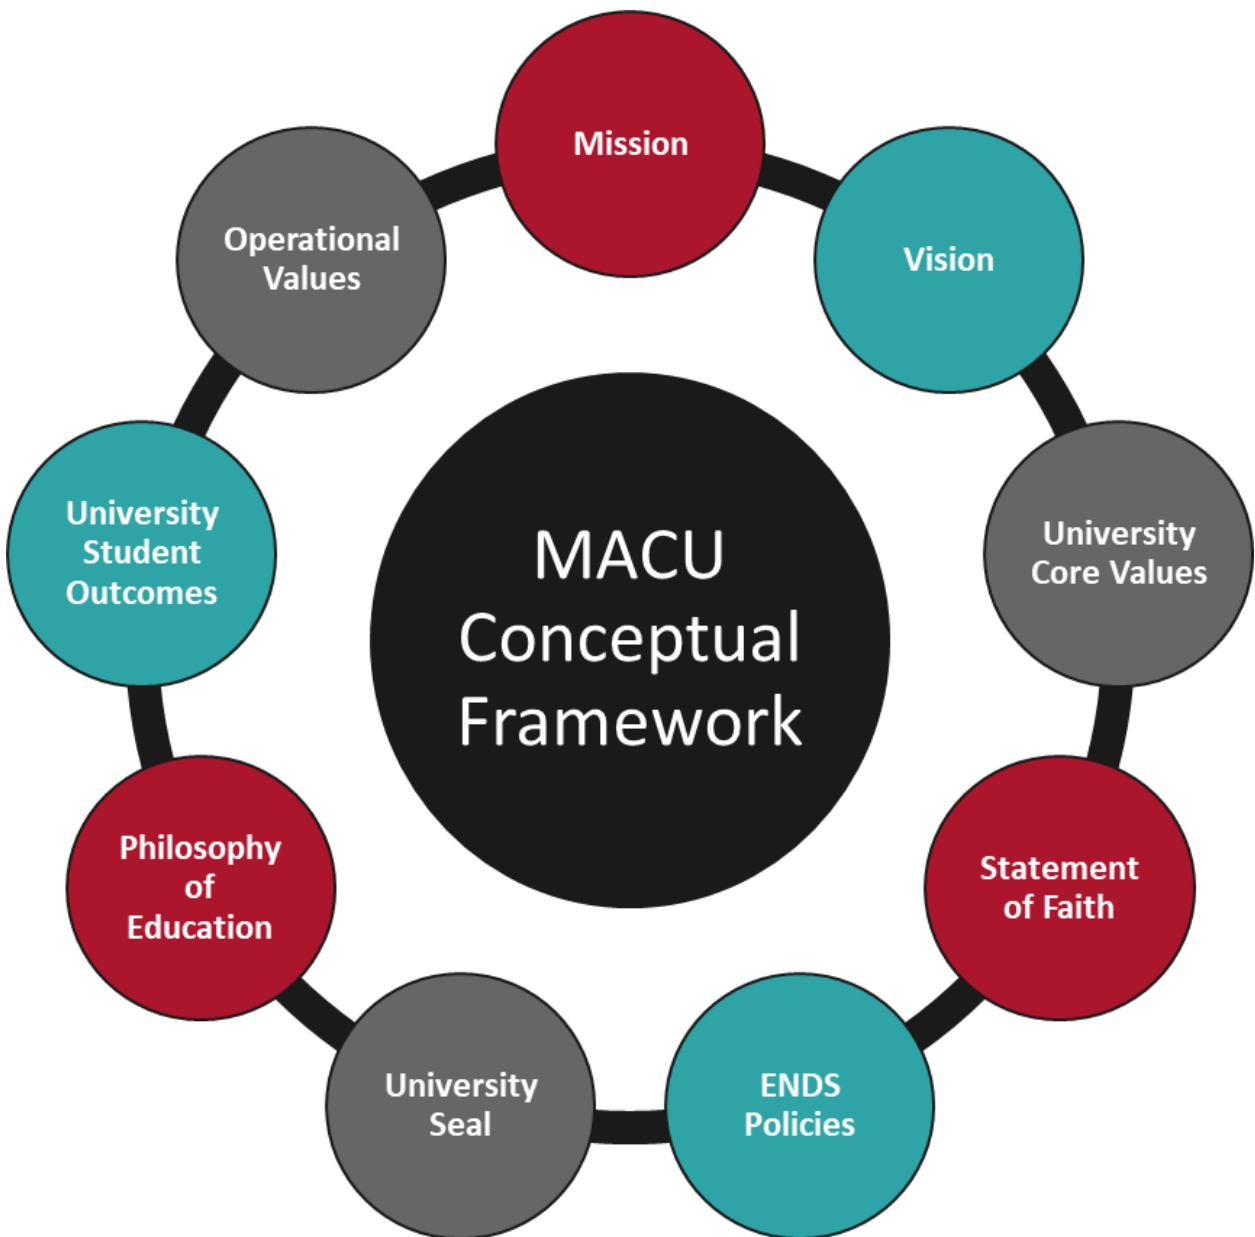 Mission
Vision
University
Core Values
Statement
of Faith
ENDS
Policies
University
Seal
Philosophy
of
Education
University
Student
Outcomes
Operational
Values
MACU
Conceptual
Framework